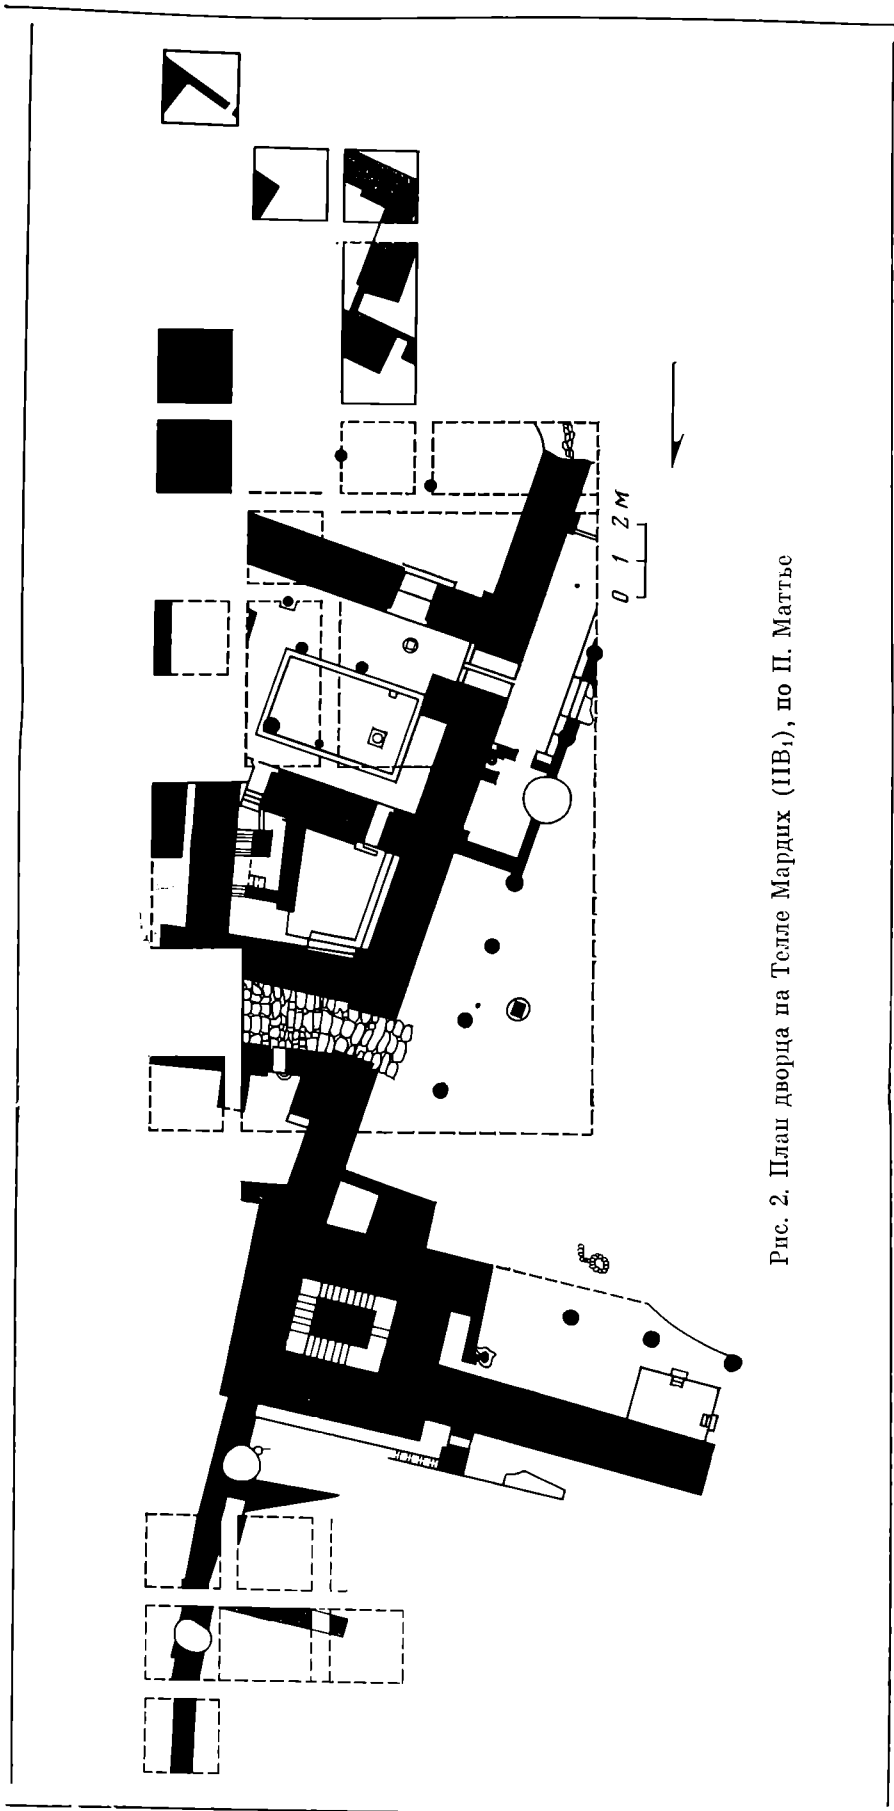 0 1 2 м
Рис. 2. План дворца на Телле Мардих (IIB₁), по П. Маттье